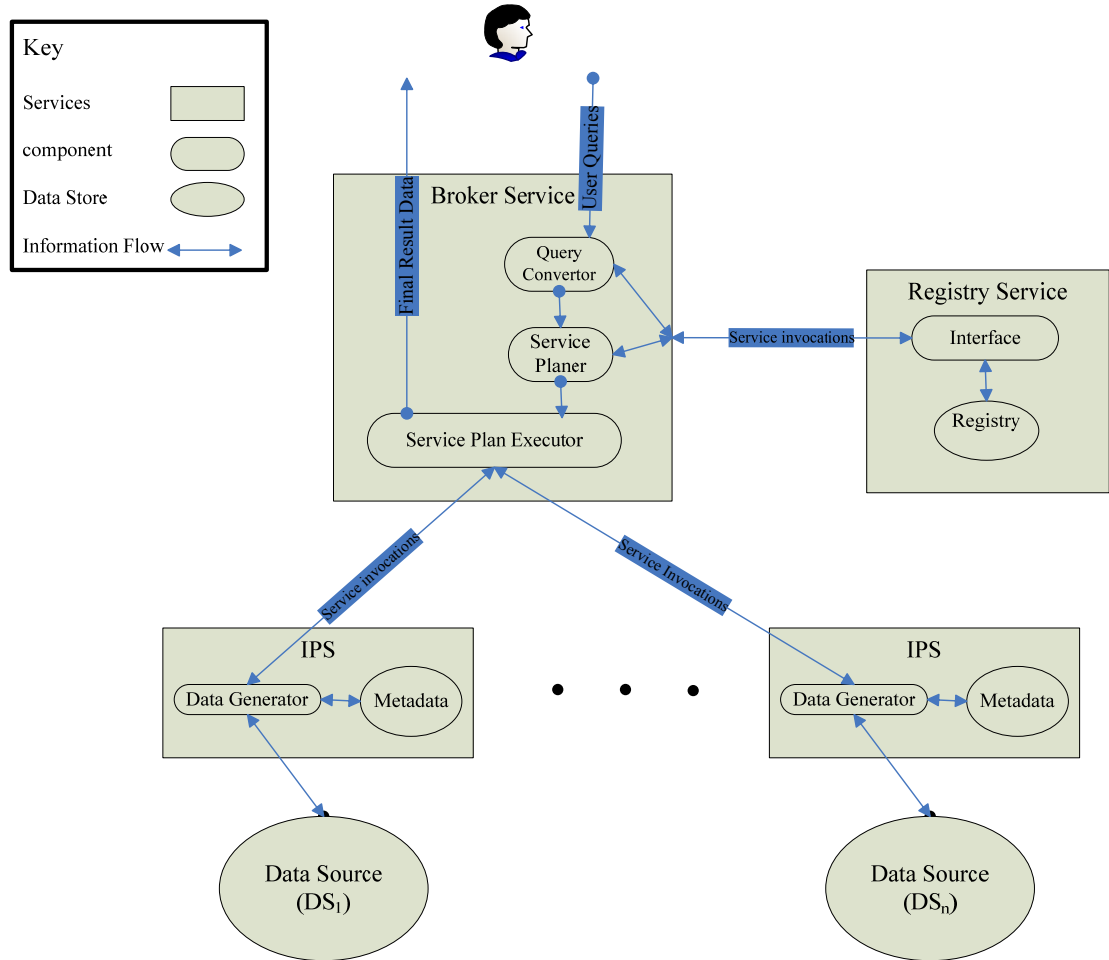 Key
Services
component
Data Store
Information Flow
User Queries
Final Result Data
Broker Service
Query
Convertor
Service
Planer
Service Plan Executor
Service invocations
Registry Service
Interface
Registry
Service invocations
Service Invocations
IPS
Data Generator
Metadata
IPS
Data Generator
Metadata
Data Source
(DS₁)
Data Source
(DSₙ)